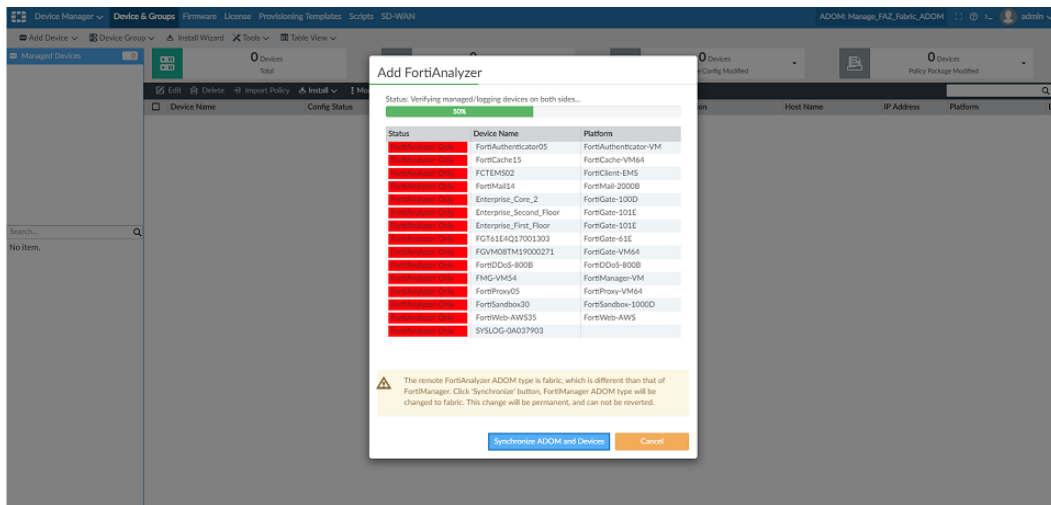 Device Manager Device & Groups Firmware License Provisioning Templates Scripts SD-WAN ADOM: Manage_FAZ_Fabric_ADOM admin
Add Device Device Group Install Wizard Tools Table View
Managed Devices
0 Devices
Total
0 Devices
Config Modified
0 Devices
Policy Package Modified
Edit Delete Import Policy Install
Device Name Config Status Host Name IP Address Platform
Search...
No item.
Add FortiAnalyzer
Status: Verifying managed/logging devices on both sides...
50%
Status Device Name Platform
FortiAnalyzer Only FortiAuthenticator05 FortiAuthenticator-VM
FortiAnalyzer Only FortiCache15 FortiCache-VM64
FortiAnalyzer Only FCTEMS02 FortiClient-EMS
FortiAnalyzer Only FortiMail14 FortiMail-2000B
FortiAnalyzer Only Enterprise_Core_2 FortiGate-100D
FortiAnalyzer Only Enterprise_Second_Floor FortiGate-101E
FortiAnalyzer Only Enterprise_First_Floor FortiGate-101E
FortiAnalyzer Only FGT61E4Q17001303 FortiGate-61E
FortiAnalyzer Only FGVM08TM19000271 FortiGate-VM64
FortiAnalyzer Only FortiDDoS-800B FortiDDoS-800B
FortiAnalyzer Only FMG-VM54 FortiManager-VM
FortiAnalyzer Only FortiProxy05 FortiProxy-VM64
FortiAnalyzer Only FortiSandbox30 FortiSandbox-1000D
FortiAnalyzer Only FortiWeb-AWS35 FortiWeb-AWS
FortiAnalyzer Only SYSLOG-0A037903
The remote FortiAnalyzer ADOM type is fabric, which is different than that of
FortiManager. Click 'Synchronize' button, FortiManager ADOM type will be
changed to fabric. This change will be permanent, and can not be reverted.
Synchronize ADOM and Devices Cancel